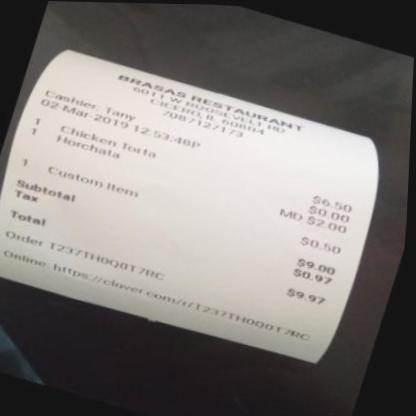 BRASAS RESTAURANT
6011 W ROOSEVELT RD
CICERO, IL 60804
7087127173
Cashier: Tany
02-Mar-2019 12:53:48P
1 Chicken Torta $6.50
1 Horchata $0.00
MD $2.00
1 Custom Item $0.50
Subtotal $9.00
Tax $0.97
Total $9.97
Order T237TH0Q0T7RC
Online: https://clover.com/r/T237TH0Q0T7RC